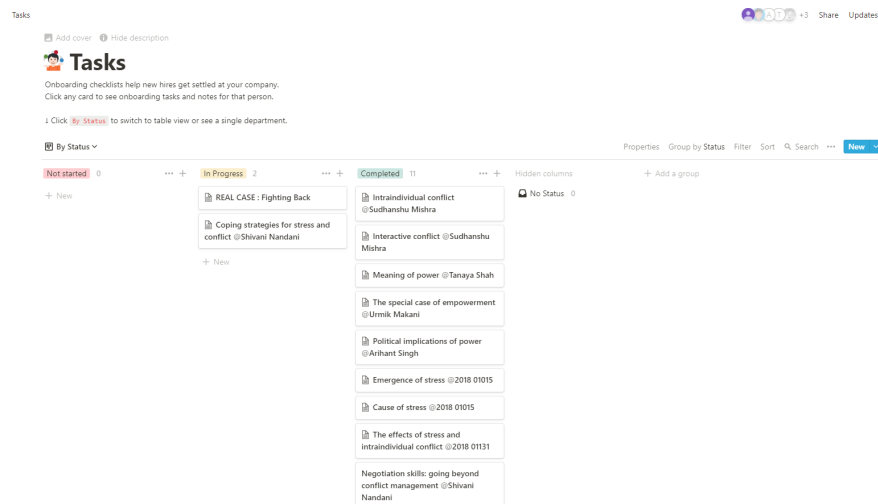 Tasks
+3 Share Updates
Add cover Hide description
Tasks
Onboarding checklists help new hires get settled at your company.
Click any card to see onboarding tasks and notes for that person.
↓ Click By Status to switch to table view or see a single department.
By Status
Properties Group by Status Filter Sort Search ••• New
Not started 0 ••• +
+ New
In Progress 2 ••• +
REAL CASE : Fighting Back
Coping strategies for stress and
conflict @Shivani Nandani
+ New
Completed 11 ••• +
Intraindividual conflict
@Sudhanshu Mishra
Interactive conflict @Sudhanshu
Mishra
Meaning of power @Tanaya Shah
The special case of empowerment
@Urmik Makani
Political implications of power
@Arihant Singh
Emergence of stress @2018 01015
Cause of stress @2018 01015
The effects of stress and
intraindividual conflict @2018 01131
Negotiation skills: going beyond
conflict management @Shivani
Nandani
Hidden columns
No Status 0
+ Add a group